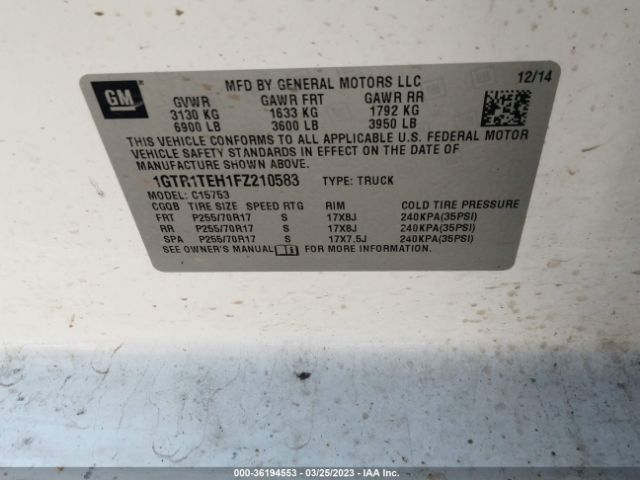 GM
MFD BY GENERAL MOTORS LLC
12/14
GVWR GAWR FRT GAWR RR
3130 KG 1633 KG 1792 KG
6900 LB 3600 LB 3950 LB
THIS VEHICLE CONFORMS TO ALL APPLICABLE U.S. FEDERAL MOTOR
VEHICLE SAFETY STANDARDS IN EFFECT ON THE DATE OF
MANUFACTURE SHOWN ABOVE.
1GTR1TEH1FZ210583 TYPE: TRUCK
MODEL: C15753
CGQB TIRE SIZE SPEED RTG RIM COLD TIRE PRESSURE
FRT P255/70R17 S 17X8J 240KPA(35PSI)
RR P255/70R17 S 17X8J 240KPA(35PSI)
SPA P255/70R17 S 17X7.5J 240KPA(35PSI)
SEE OWNER'S MANUAL FOR MORE INFORMATION.
000-36194553 — 03/25/2023 — IAA Inc.